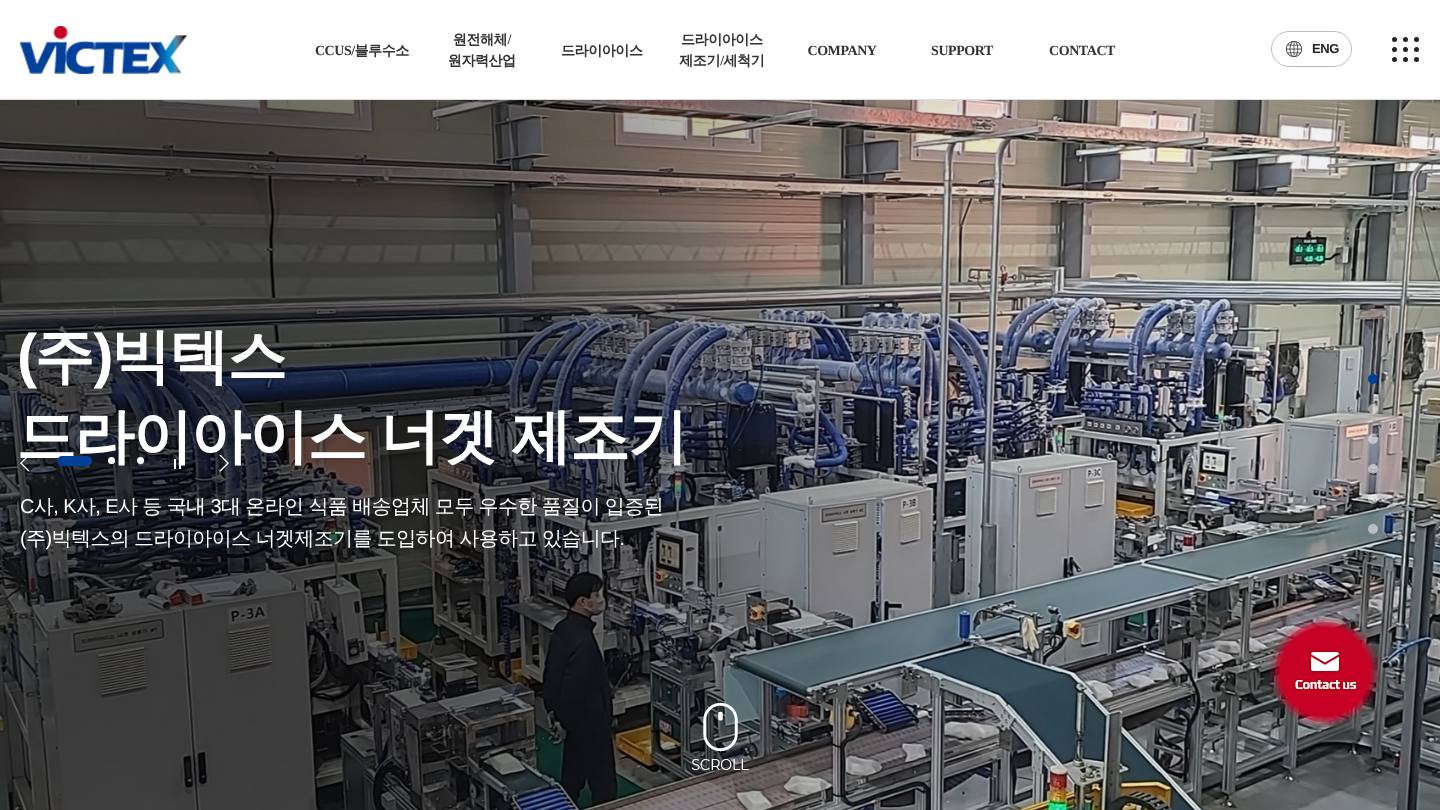 VICTEX
CCUS/블루수소
원전해체/
원자력산업
드라이아이스
드라이아이스
제조기/세척기
COMPANY
SUPPORT
CONTACT
ENG
(주)빅텍스
드라이아이스 너겟 제조기
C사, K사, E사 등 국내 3대 온라인 식품 배송업체 모두 우수한 품질이 입증된
(주)빅텍스의 드라이아이스 너겟제조기를 도입하여 사용하고 있습니다.
P-3C
P-3B
P-3A
Contact us
SCROLL